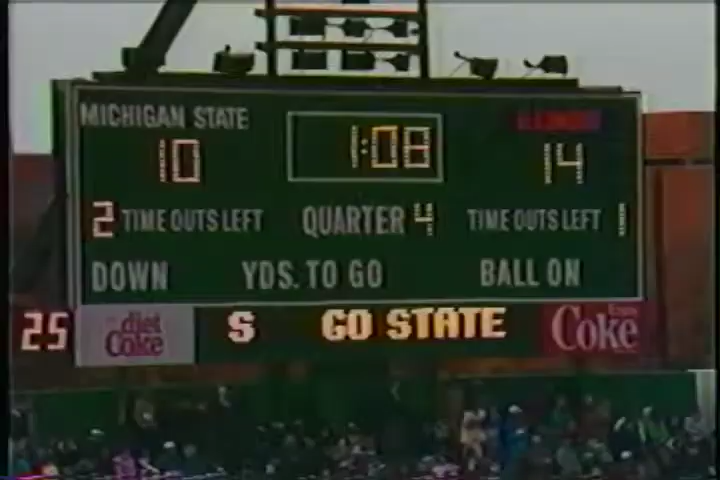 MICHIGAN STATE
10 1:08 14
2 TIME OUTS LEFT QUARTER 4 TIME OUTS LEFT 1
DOWN YDS. TO GO BALL ON
25 diet Coke S GO STATE Enjoy Coke